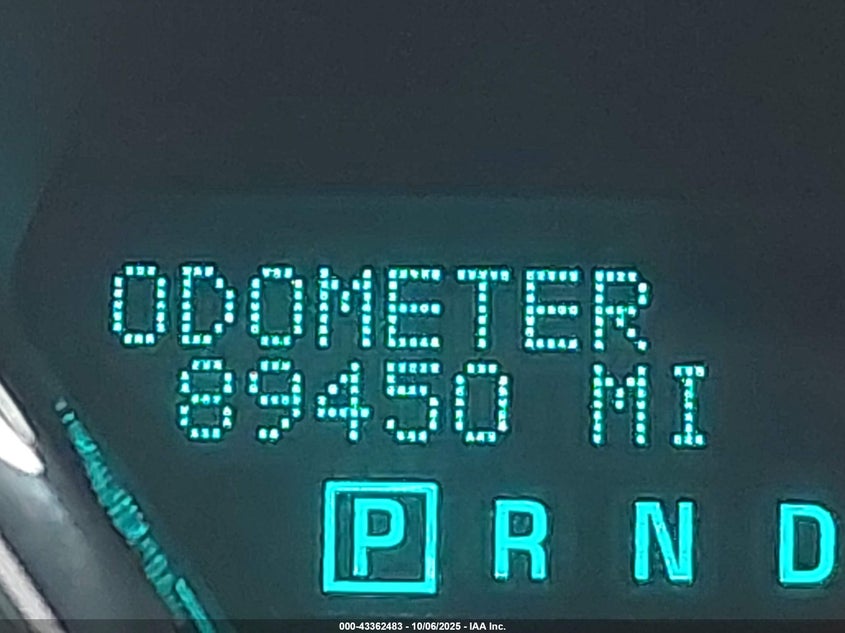 ODOMETER
89450 MI
P R N D
000-43362483 - 10/06/2025 - IAA Inc.